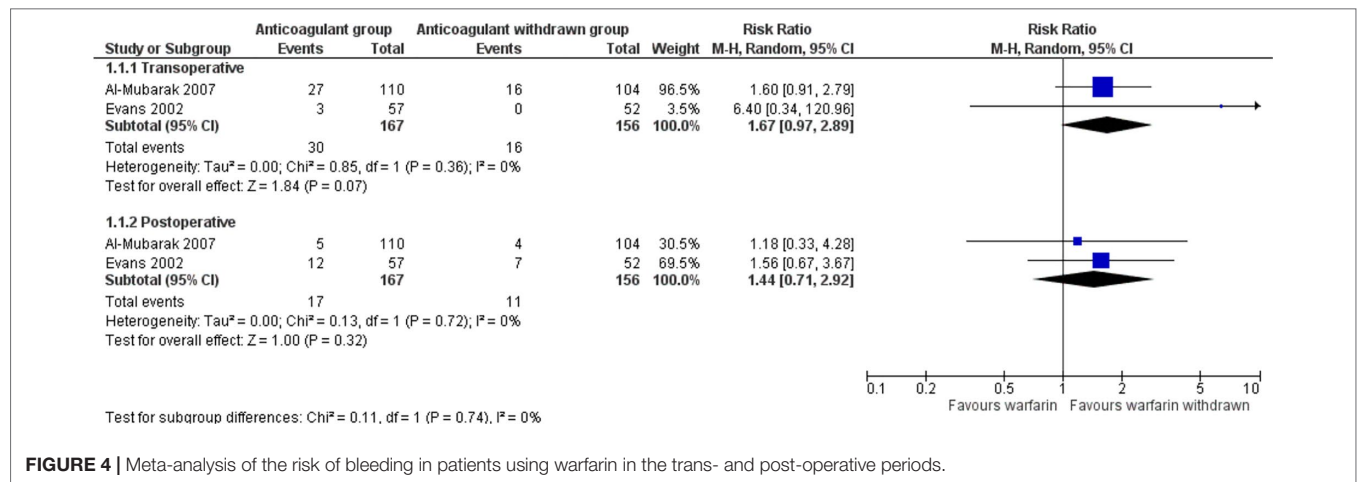 Anticoagulant group Anticoagulant withdrawn group Risk Ratio Risk Ratio
Study or Subgroup Events Total Events Total Weight M-H, Random, 95% CI M-H, Random, 95% CI
1.1.1 Transoperative
Al-Mubarak 2007 27 110 16 104 96.5% 1.60 [0.91, 2.79]
Evans 2002 3 57 0 52 3.5% 6.40 [0.34, 120.96]
Subtotal (95% CI) 167 156 100.0% 1.67 [0.97, 2.89]
Total events 30 16
Heterogeneity: Tau² = 0.00; Chi² = 0.85, df = 1 (P = 0.36); I² = 0%
Test for overall effect: Z = 1.84 (P = 0.07)
1.1.2 Postoperative
Al-Mubarak 2007 5 110 4 104 30.5% 1.18 [0.33, 4.28]
Evans 2002 12 57 7 52 69.5% 1.56 [0.67, 3.67]
Subtotal (95% CI) 167 156 100.0% 1.44 [0.71, 2.92]
Total events 17 11
Heterogeneity: Tau² = 0.00; Chi² = 0.13, df = 1 (P = 0.72); I² = 0%
Test for overall effect: Z = 1.00 (P = 0.32)
0.1 0.2 0.5 1 2 5 10
Favours warfarin Favours warfarin withdrawn
Test for subgroup differences: Chi² = 0.11, df = 1 (P = 0.74), I² = 0%
FIGURE 4 | Meta-analysis of the risk of bleeding in patients using warfarin in the trans- and post-operative periods.